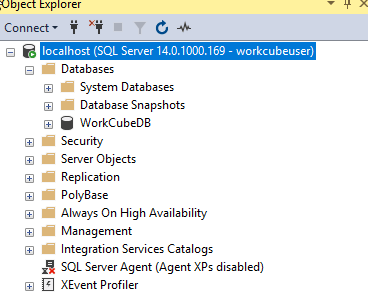 Object Explorer
Connect
localhost (SQL Server 14.0.1000.169 - workcubeuser)
Databases
System Databases
Database Snapshots
WorkCubeDB
Security
Server Objects
Replication
PolyBase
Always On High Availability
Management
Integration Services Catalogs
SQL Server Agent (Agent XPs disabled)
XEvent Profiler